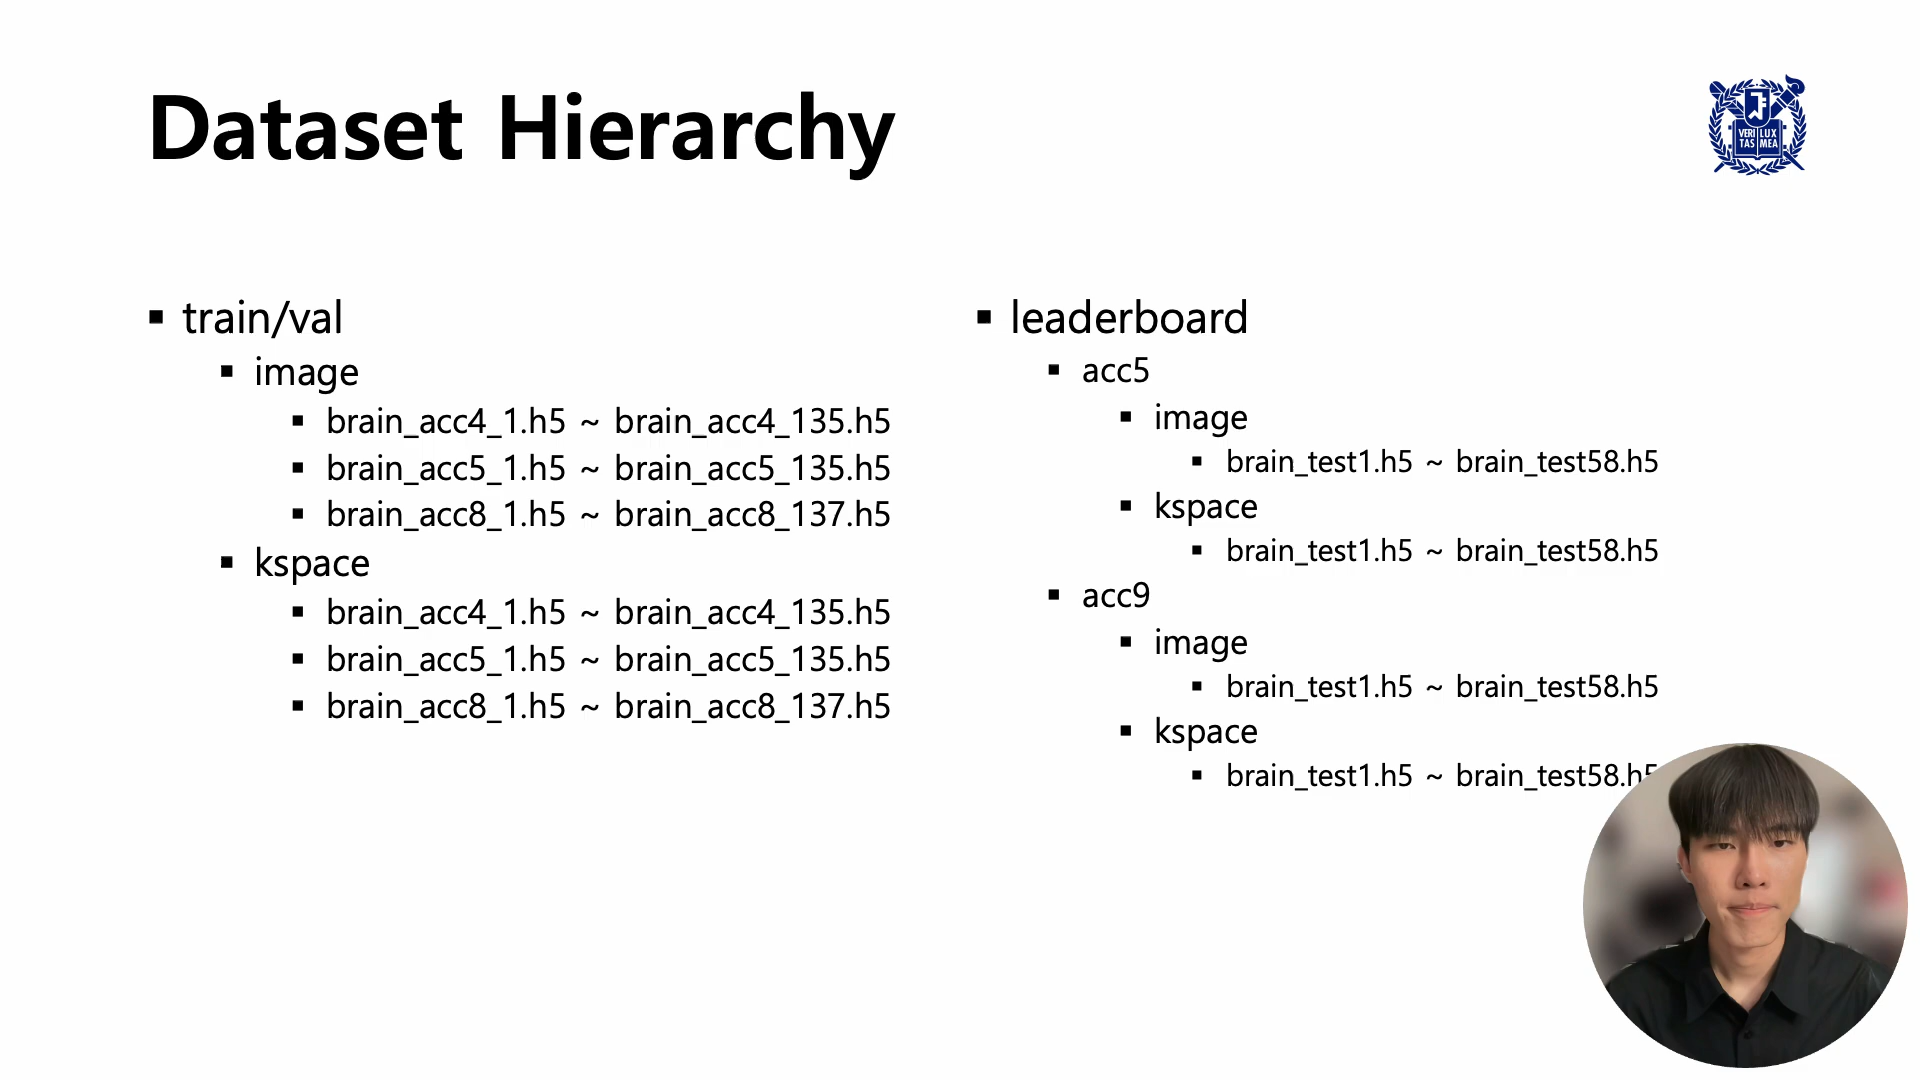 Dataset Hierarchy
VERI LUX
TAS MEA
▪ train/val
▪ image
▪ brain_acc4_1.h5 ~ brain_acc4_135.h5
▪ brain_acc5_1.h5 ~ brain_acc5_135.h5
▪ brain_acc8_1.h5 ~ brain_acc8_137.h5
▪ kspace
▪ brain_acc4_1.h5 ~ brain_acc4_135.h5
▪ brain_acc5_1.h5 ~ brain_acc5_135.h5
▪ brain_acc8_1.h5 ~ brain_acc8_137.h5
▪ leaderboard
▪ acc5
▪ image
▪ brain_test1.h5 ~ brain_test58.h5
▪ kspace
▪ brain_test1.h5 ~ brain_test58.h5
▪ acc9
▪ image
▪ brain_test1.h5 ~ brain_test58.h5
▪ kspace
▪ brain_test1.h5 ~ brain_test58.h5